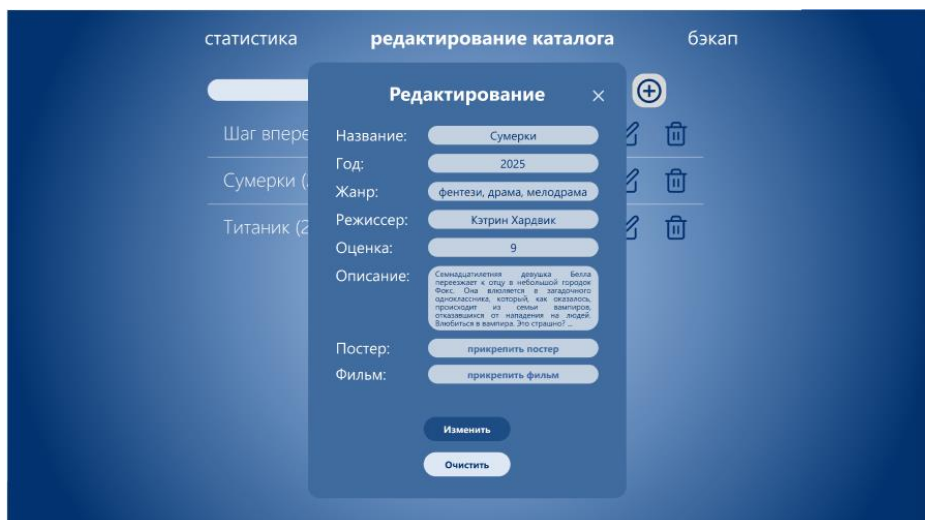 статистика редактирование каталога бэкап
Редактирование
Шаг впере
Сумерки (
Титаник (2
Название: Сумерки
Год: 2025
Жанр: фентези, драма, мелодрама
Режиссер: Кэтрин Хардвик
Оценка: 9
Описание: Семнадцатилетняя девушка Белла
переезжает к отцу в небольшой городок
Фокс. Она влюляется в загадочного
одноклассника, который, как оказалось,
происходит из семьи вампиров,
отказавшихся от нападения на людей.
Влюбиться в вампира. Это страшно? ...
Постер: прикрепить постер
Фильм: прикрепить фильм
Изменить
Очистить